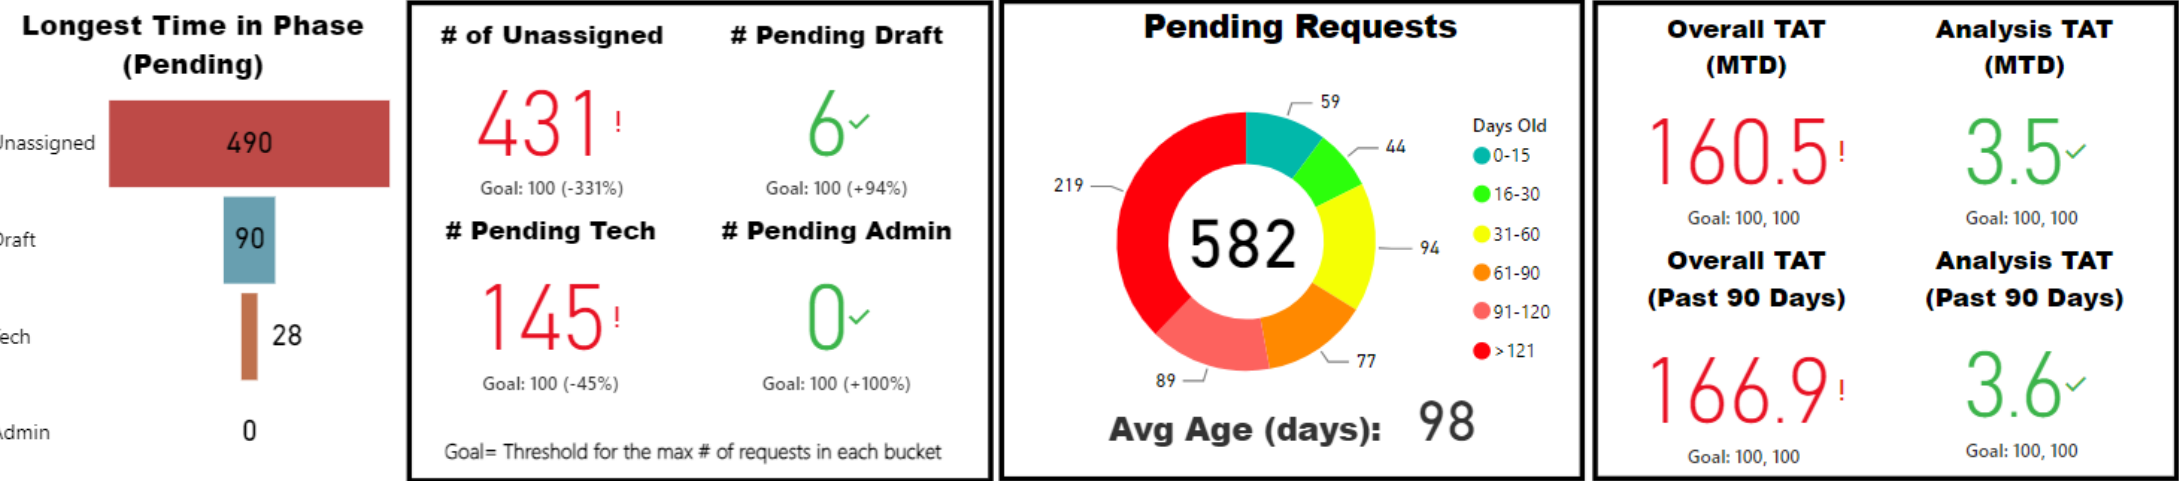 Longest Time in Phase
(Pending)
Unassigned
490
Draft
90
Tech
28
Admin
0
# of Unassigned
431 !
Goal: 100 (-331%)
# Pending Draft
6
Goal: 100 (+94%)
# Pending Tech
145 !
Goal: 100 (-45%)
# Pending Admin
0
Goal: 100 (+100%)
Goal= Threshold for the max # of requests in each bucket
Pending Requests
59
44
94
77
89
219
582
Days Old
0-15
16-30
31-60
61-90
91-120
> 121
Avg Age (days): 98
Overall TAT
(MTD)
160.5 !
Goal: 100, 100
Analysis TAT
(MTD)
3.5
Goal: 100, 100
Overall TAT
(Past 90 Days)
166.9 !
Goal: 100, 100
Analysis TAT
(Past 90 Days)
3.6
Goal: 100, 100